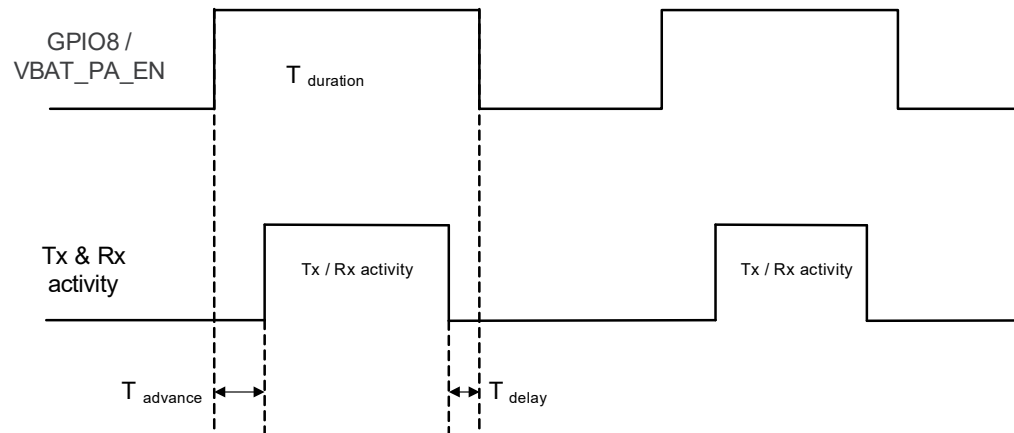 GPIO8 /
VBAT_PA_EN
T duration
Tx & Rx
activity
Tx / Rx activity
Tx / Rx activity
T advance
T delay